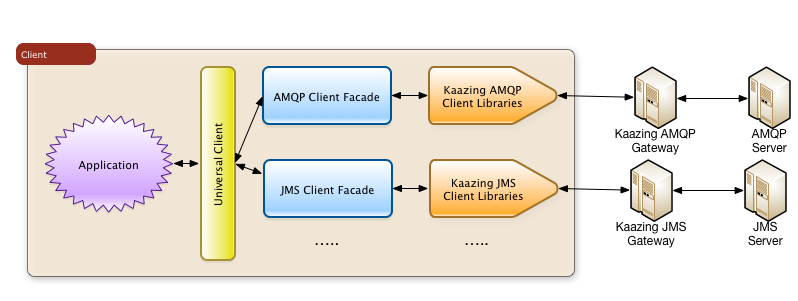 Client
Application
Universal Client
AMQP Client Facade
Kaazing AMQP
Client Libraries
Kaazing AMQP
Gateway
AMQP
Server
JMS Client Facade
Kaazing JMS
Client Libraries
Kaazing JMS
Gateway
JMS
Server
.....
.....